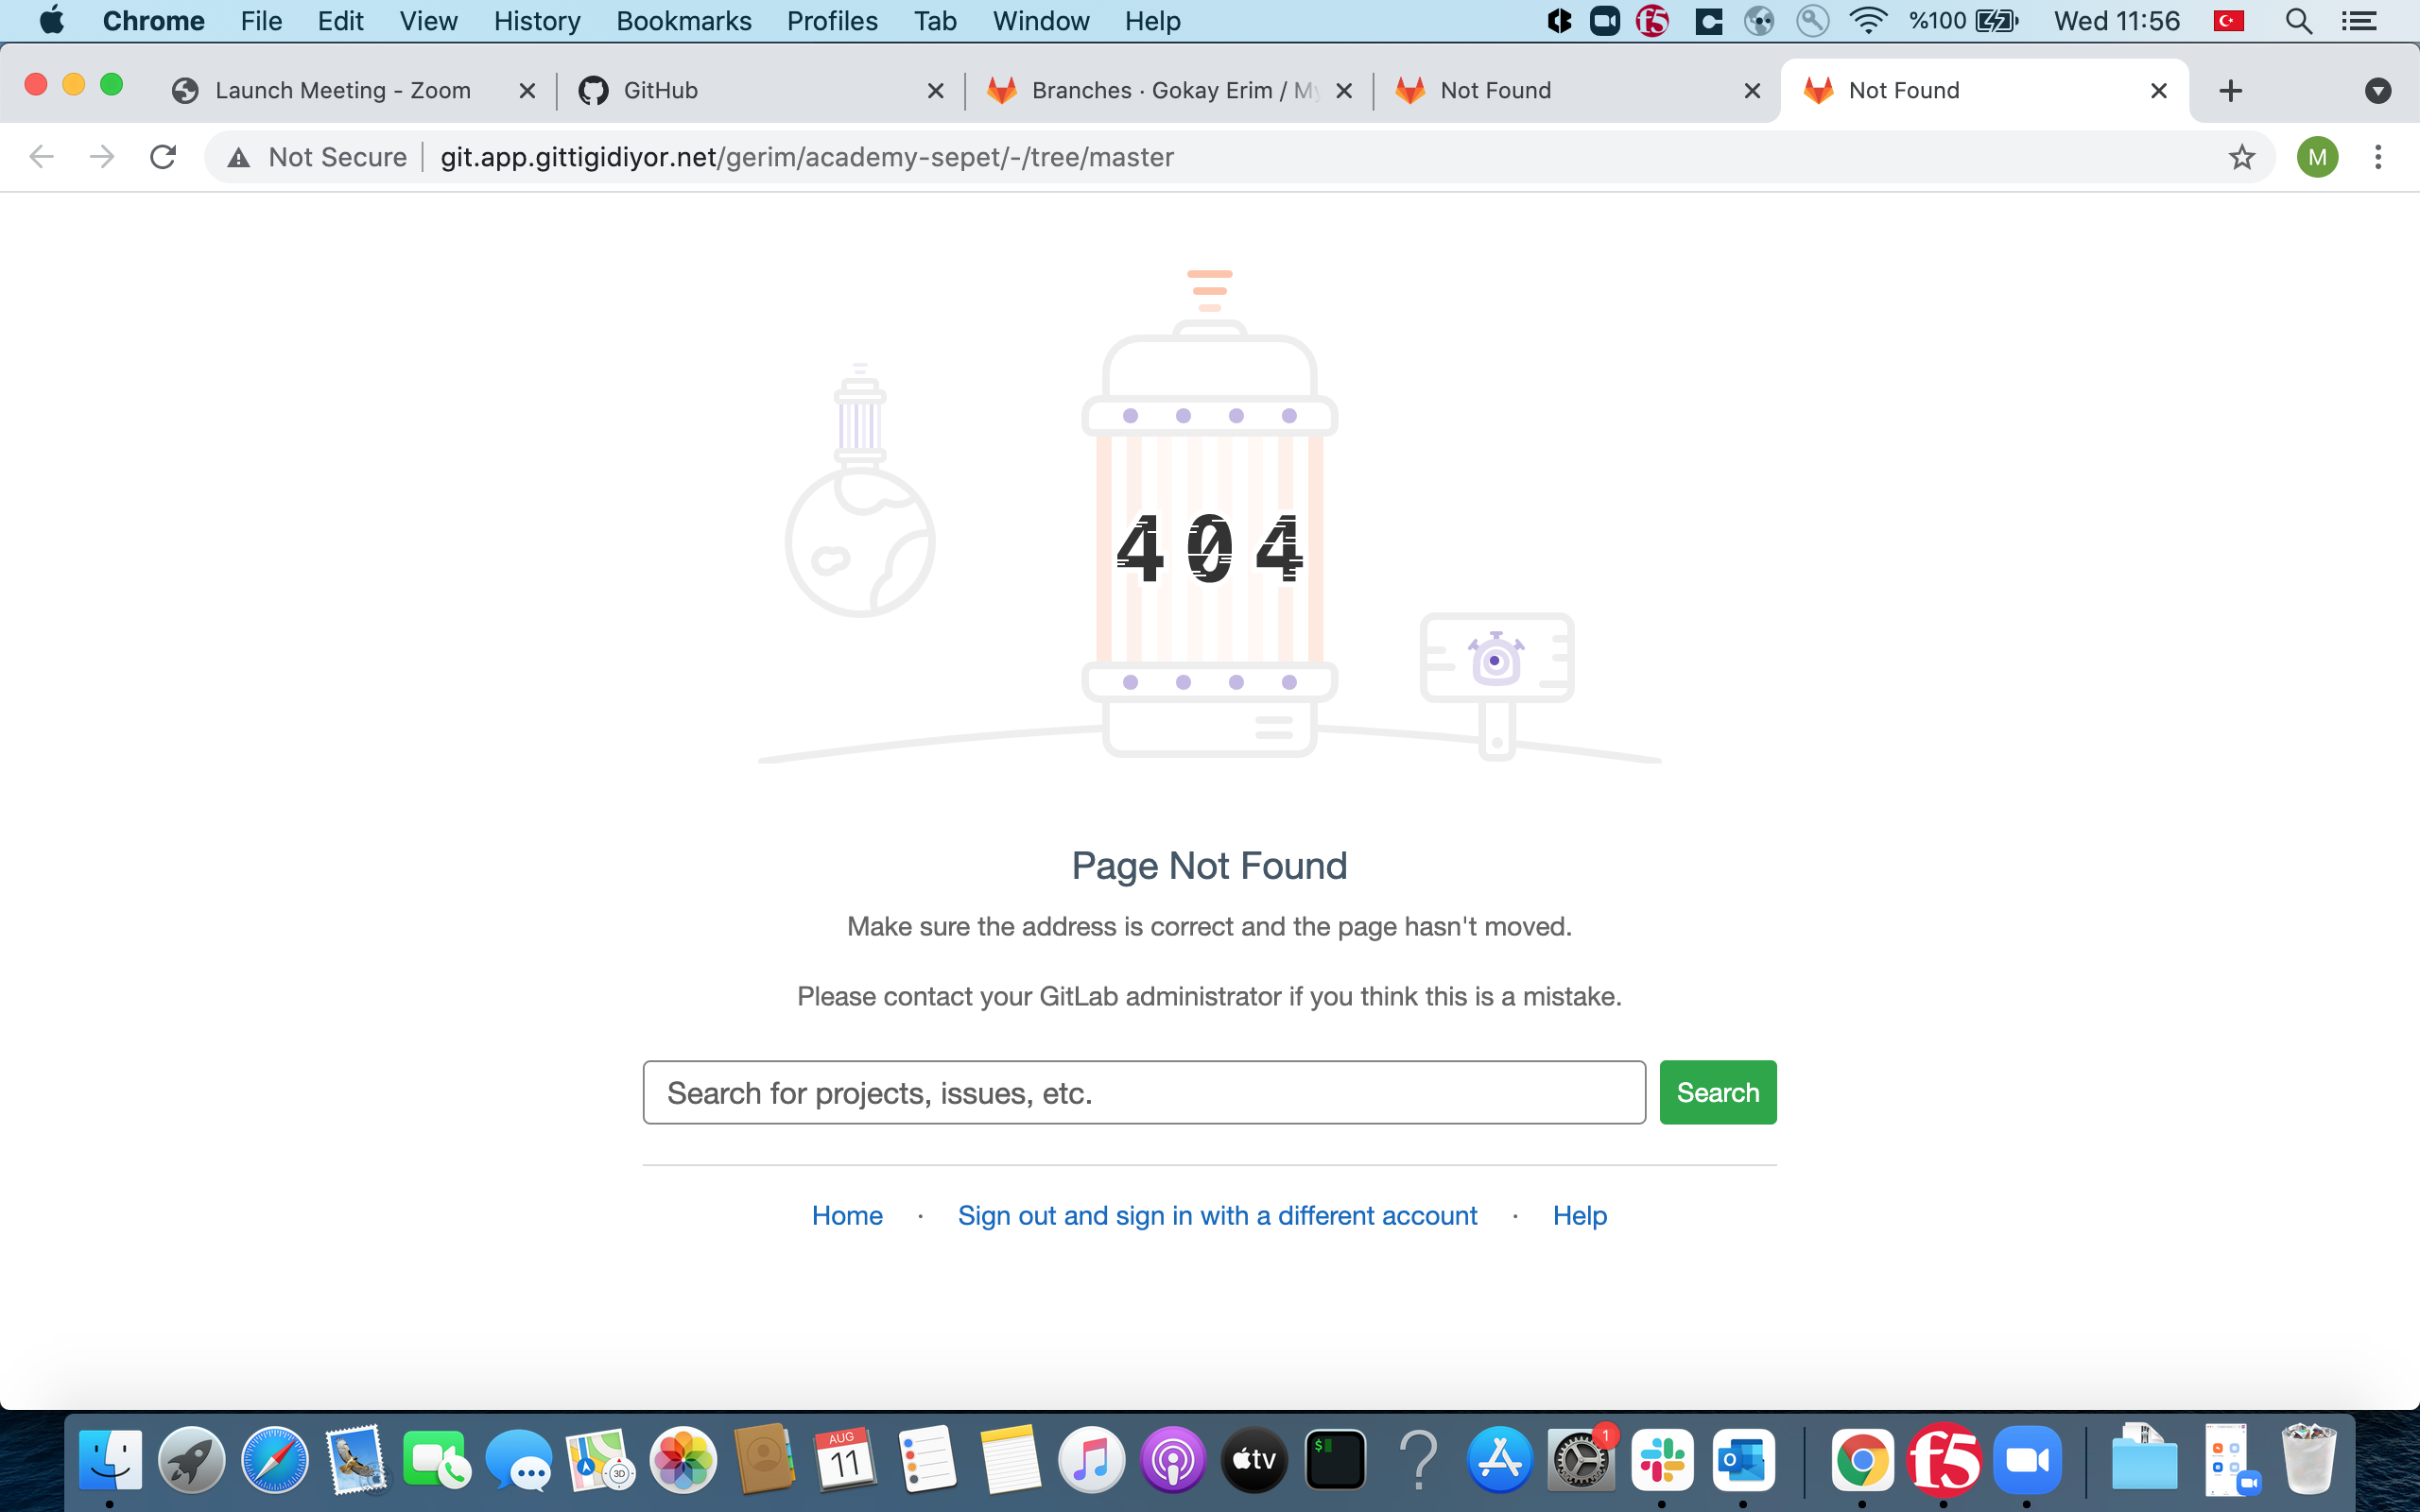 Chrome File Edit View History Bookmarks Profiles Tab Window Help f5 %100 Wed 11:56
Launch Meeting - Zoom GitHub Branches · Gokay Erim / My Not Found Not Found
Not Secure git.app.gittigidiyor.net/gerim/academy-sepet/-/tree/master M
404
Page Not Found
Make sure the address is correct and the page hasn't moved.
Please contact your GitLab administrator if you think this is a mistake.
Search for projects, issues, etc. Search
Home · Sign out and sign in with a different account · Help
3D AUG 11 tv $ 1 O f5